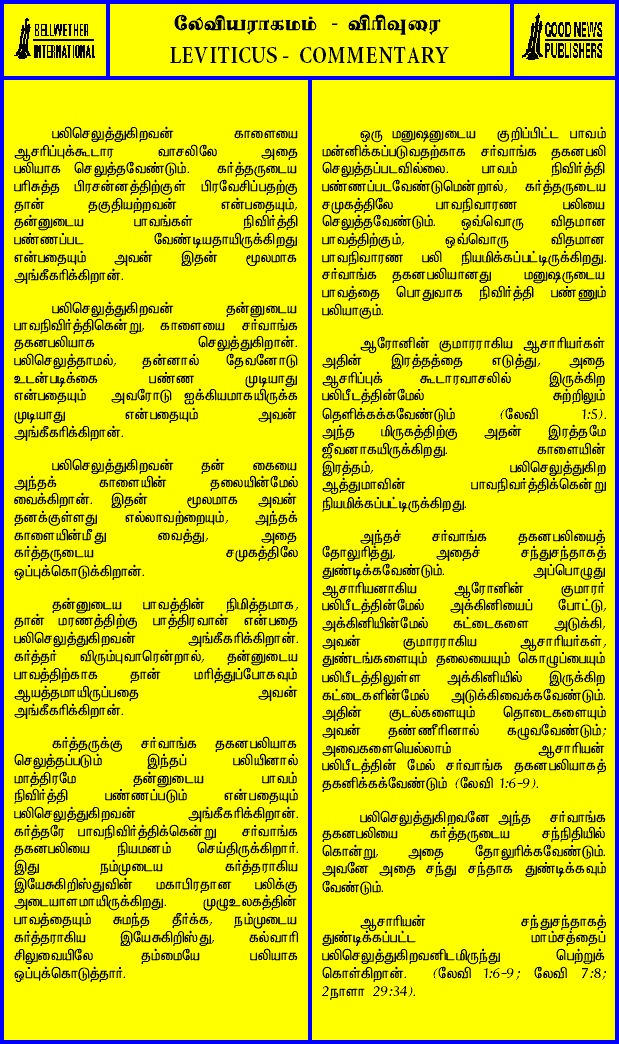 BELLWETHER
INTERNATIONAL
லேவியராகமம் - விரிவுரை
LEVITICUS - COMMENTARY
GOOD NEWS
PUBLISHERS
பலிசெலுத்துகிறவன் காளையை
ஆசரிப்புக்கூடார வாசலிலே அதை
பலியாக செலுத்தவேண்டும். கர்த்தருடைய
பரிசுத்த பிரசன்னத்திற்குள் பிரவேசிப்பதற்கு
தான் தகுதியற்றவன் என்பதையும்,
தன்னுடைய பாவங்கள் நிவிர்த்தி
பண்ணப்பட வேண்டியதாயிருக்கிறது
என்பதையும் அவன் இதன் மூலமாக
அங்கீகரிக்கிறான்.
பலிசெலுத்துகிறவன் தன்னுடைய
பாவநிவிர்த்திகென்று, காளையை சர்வாங்க
தகனபலியாக செலுத்துகிறான்.
பலிசெலுத்தாமல், தன்னால் தேவனோடு
உடன்படிக்கை பண்ண முடியாது
என்பதையும் அவரோடு ஐக்கியமாகயிருக்க
முடியாது என்பதையும் அவன்
அங்கீகரிக்கிறான்.
பலிசெலுத்துகிறவன் தன் கையை
அந்தக் காளையின் தலையின்மேல்
வைக்கிறான். இதன் மூலமாக அவன்
தனக்குள்ளது எல்லாவற்றையும், அந்தக்
காளையின்மீது வைத்து, அதை
கர்த்தருடைய சமுகத்திலே
ஒப்புக்கொடுக்கிறான்.
தன்னுடைய பாவத்தின் நிமித்தமாக,
தான் மரணத்திற்கு பாத்திரவான் என்பதை
பலிசெலுத்துகிறவன் அங்கீகரிக்கிறான்.
கர்த்தர் விரும்புவாரென்றால், தன்னுடைய
பாவத்திற்காக தான் மரித்துப்போகவும்
ஆயத்தமாயிருப்பதை அவன்
அங்கீகரிக்கிறான்.
கர்த்தருக்கு சர்வாங்க தகனபலியாக
செலுத்தப்படும் இந்தப் பலியினால்
மாத்திரமே தன்னுடைய பாவம்
நிவிர்த்தி பண்ணப்படும் என்பதையும்
பலிசெலுத்துகிறவன் அங்கீகரிக்கிறான்.
கர்த்தரே பாவநிவிர்த்திக்கென்று சர்வாங்க
தகனபலியை நியமனம் செய்திருக்கிறார்.
இது நம்முடைய கர்த்தராகிய
இயேசுகிறிஸ்துவின் மகாபிரதான பலிக்கு
அடையாளமாயிருக்கிறது. முழுஉலகத்தின்
பாவத்தையும் சுமந்த தீர்க்க, நம்முடைய
கர்த்தராகிய இயேசுகிறிஸ்து, கல்வாரி
சிலுவையிலே தம்மையே பலியாக
ஒப்புக்கொடுத்தார்.
ஒரு மனுஷனுடைய குறிப்பிட்ட பாவம்
மன்னிக்கப்படுவதற்காக சர்வாங்க தகனபலி
செலுத்தப்படவில்லை. பாவம் நிவிர்த்தி
பண்ணப்படவேண்டுமென்றால், கர்த்தருடைய
சமுகத்திலே பாவநிவாரண பலியை
செலுத்தவேண்டும். ஒவ்வொரு விதமான
பாவத்திற்கும், ஒவ்வொரு விதமான
பாவநிவாரண பலி நியமிக்கப்பட்டிருக்கிறது.
சர்வாங்க தகனபலியானது மனுஷருடைய
பாவத்தை பொதுவாக நிவிர்த்தி பண்ணும்
பலியாகும்.
ஆரோனின் குமாரராகிய ஆசாரியர்கள்
அதின் இரத்தத்தை எடுத்து, அதை
ஆசரிப்புக் கூடாரவாசலில் இருக்கிற
பலிபீடத்தின்மேல் சுற்றிலும்
தெளிக்கக்கவேண்டும் (லேவி 1:5).
அந்த மிருகத்திற்கு அதன் இரத்தமே
ஜீவனாகயிருக்கிறது. காளையின்
இரத்தம், பலிசெலுத்துகிற
ஆத்துமாவின் பாவநிவர்த்திக்கென்று
நியமிக்கப்பட்டிருக்கிறது.
அந்தச் சர்வாங்க தகனபலியைத்
தோலுரித்து, அதைச் சந்துசந்தாகத்
துண்டிக்கவேண்டும். அப்பொழுது
ஆசாரியனாகிய ஆரோனின் குமாரர்
பலிபீடத்தின்மேல் அக்கினியைப் போட்டு,
அக்கினியின்மேல் கட்டைகளை அடுக்கி,
அவன் குமாரராகிய ஆசாரியர்கள்,
துண்டங்களையும் தலையையும் கொழுப்பையும்
பலிபீடத்திலுள்ள அக்கினியில் இருக்கிற
கட்டைகளின்மேல் அடுக்கிவைக்கவேண்டும்.
அதின் குடல்களையும் தொடைகளையும்
அவன் தண்ணீரினால் கழுவவேண்டும்;
அவைகளையெல்லாம் ஆசாரியன்
பலிபீடத்தின் மேல் சர்வாங்க தகனபலியாகத்
தகனிக்கக்வேண்டும் (லேவி 1:6-9).
பலிசெலுத்துகிறவனே அந்த சர்வாங்க
தகனபலியை கர்த்தருடைய சந்நிதியில்
கொன்று, அதை தோலுரிக்கவேண்டும்.
அவனே அதை சந்து சந்தாக துண்டிக்கவும்
வேண்டும்.
ஆசாரியன் சந்துசந்தாகத்
துண்டிக்கப்பட்ட மாம்சத்தைப்
பலிசெலுத்துகிறவனிடமிருந்து பெற்றுக்
கொள்கிறான். (லேவி 1:6-9; லேவி 7:8;
2நாளா 29:34).